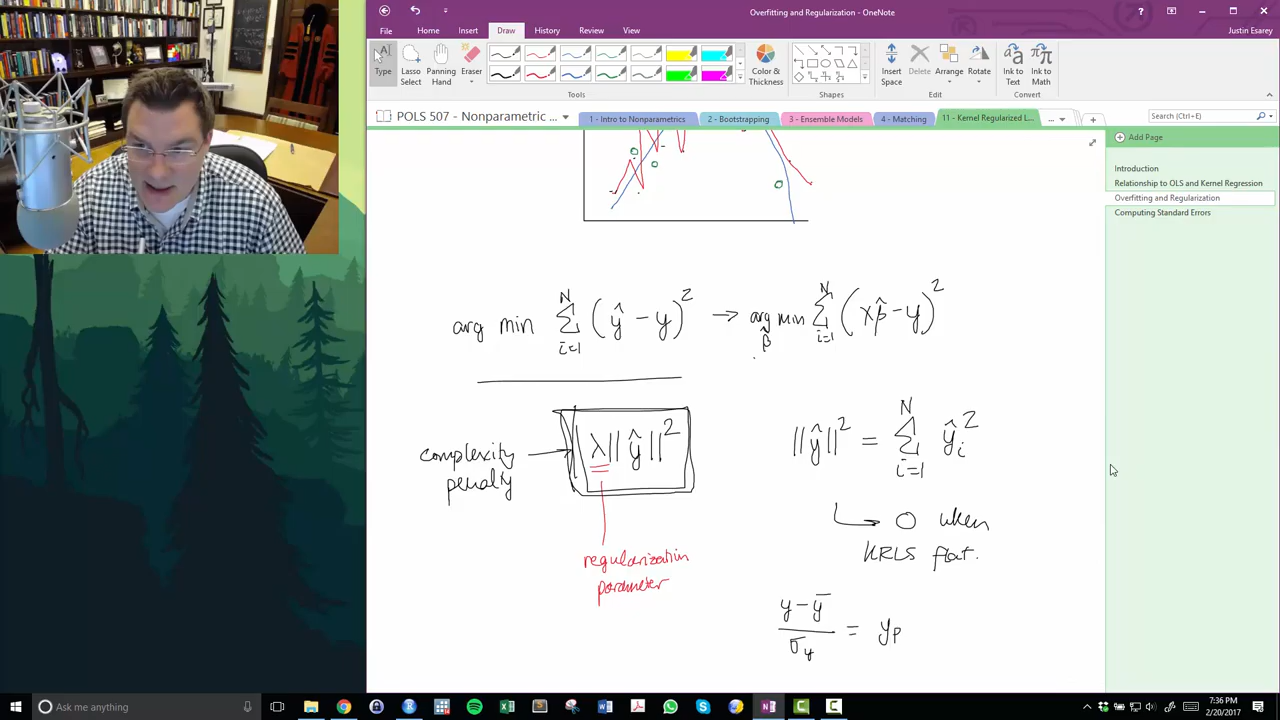 Overfitting and Regularization - OneNote
Justin Esarey
File Home Insert Draw History Review View
Type
Lasso Select
Panning Hand
Eraser
Color & Thickness
Insert Space
Delete
Arrange
Rotate
Ink to Text
Ink to Math
Tools
Shapes
Edit
Convert
POLS 507 - Nonparametric ...
1 - Intro to Nonparametrics
2 - Bootstrapping
3 - Ensemble Models
4 - Matching
11 - Kernel Regularized L...
...
Search (Ctrl+E)
Add Page
Introduction
Relationship to OLS and Kernel Regression
Overfitting and Regularization
Computing Standard Errors
arg min N Σ i=1 (ŷ - y)² → arg min β̂ N Σ i=1 (xβ̂ - y)²
complexity penalty → λ||ŷ||²
||ŷ||² = N Σ i=1 ŷᵢ²
→ 0 when
KRLS flat.
regularization
parameter
y - ȳ / σy = yp
Ask me anything
7:36 PM
2/20/2017